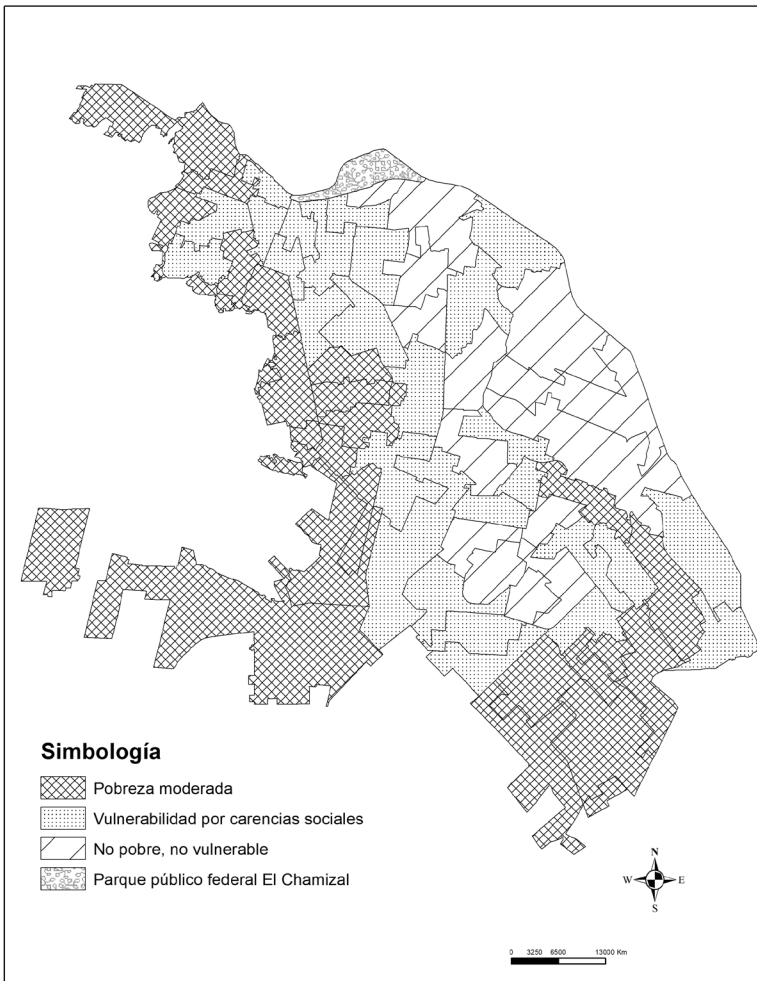 Simbología
Pobreza moderada
Vulnerabilidad por carencias sociales
No pobre, no vulnerable
Parque público federal El Chamizal
N
W E
S
0 3250 6500 13000 Km